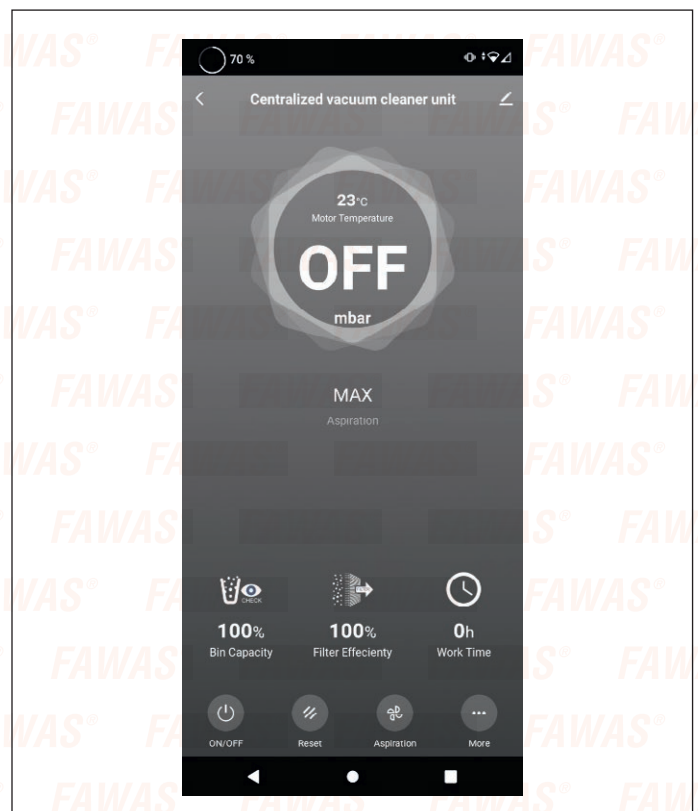 70 %
Centralized vacuum cleaner unit
23°C
Motor Temperature
OFF
mbar
MAX
Aspiration
CHECK
100% 100% 0h
Bin Capacity Filter Effecienty Work Time
ON/OFF Reset Aspiration More
FAWAS®